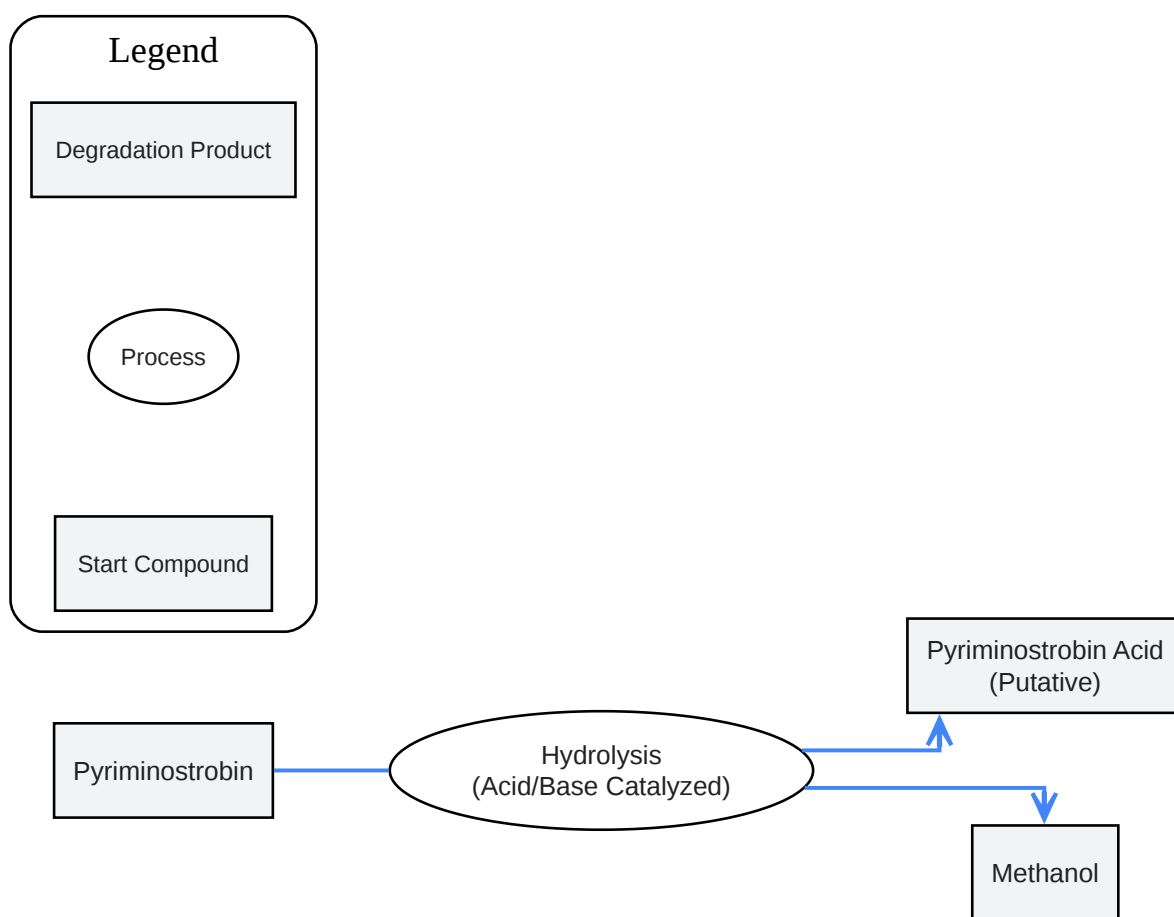 Legend
Degradation Product
Process
Start Compound
Pyriminostrobin Acid
(Putative)
Pyriminostrobin
Hydrolysis
(Acid/Base Catalyzed)
Methanol